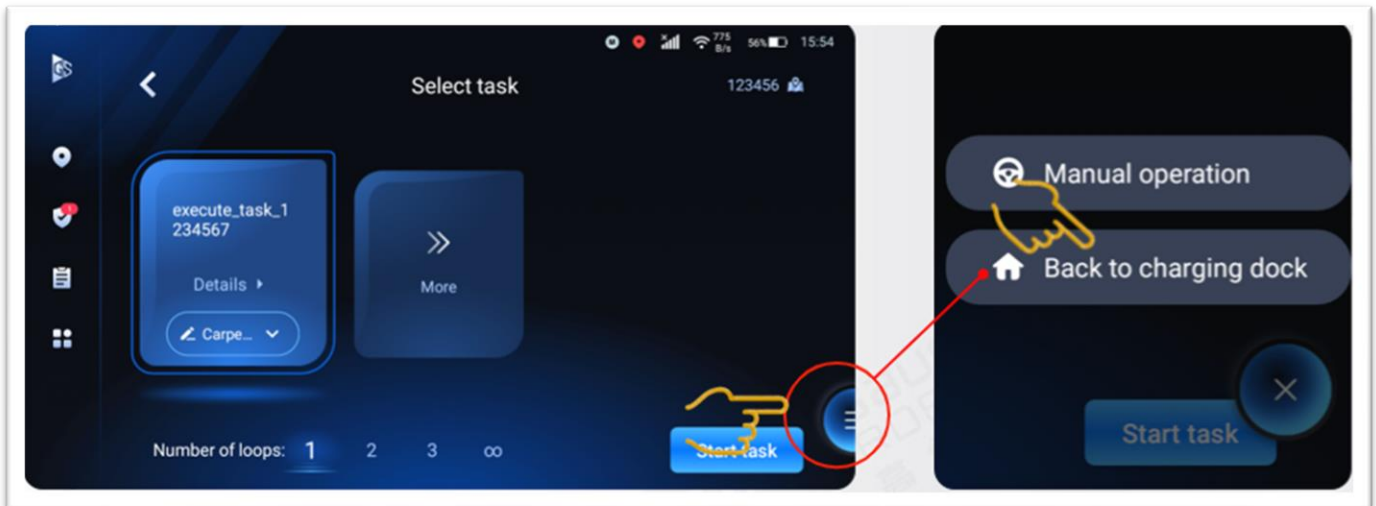 GS
775
B/s
56%
15:54
Select task
123456
execute_task_1
234567
Details
Carpe...
More
Number of loops: 1 2 3 ∞
Start task
Manual operation
Back to charging dock
Start task